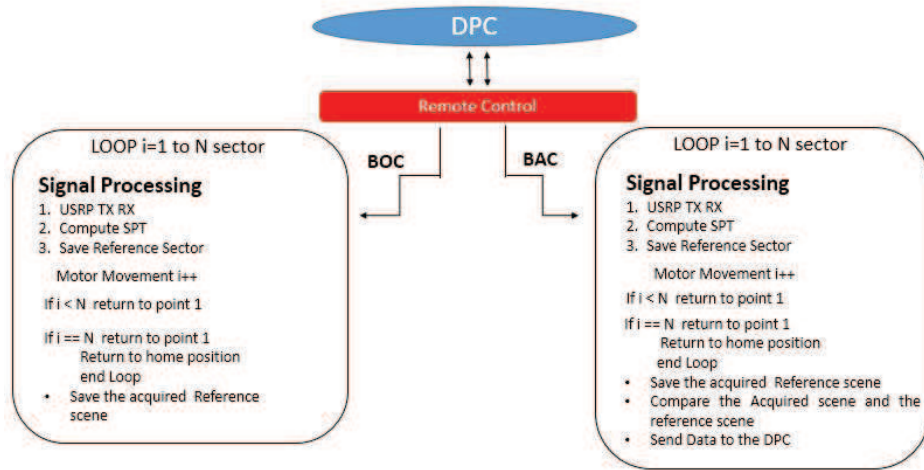 DPC
Remote Control
BOC
BAC
LOOP i=1 to N sector
Signal Processing
1. USRP TX RX
2. Compute SPT
3. Save Reference Sector
Motor Movement i++
If i < N return to point 1
If i == N return to point 1
Return to home position
end Loop
• Save the acquired Reference
scene
LOOP i=1 to N sector
Signal Processing
1. USRP TX RX
2. Compute SPT
3. Save Reference Sector
Motor Movement i++
If i < N return to point 1
If i == N return to point 1
Return to home position
end Loop
• Save the acquired Reference scene
• Compare the Acquired scene and the
reference scene
• Send Data to the DPC